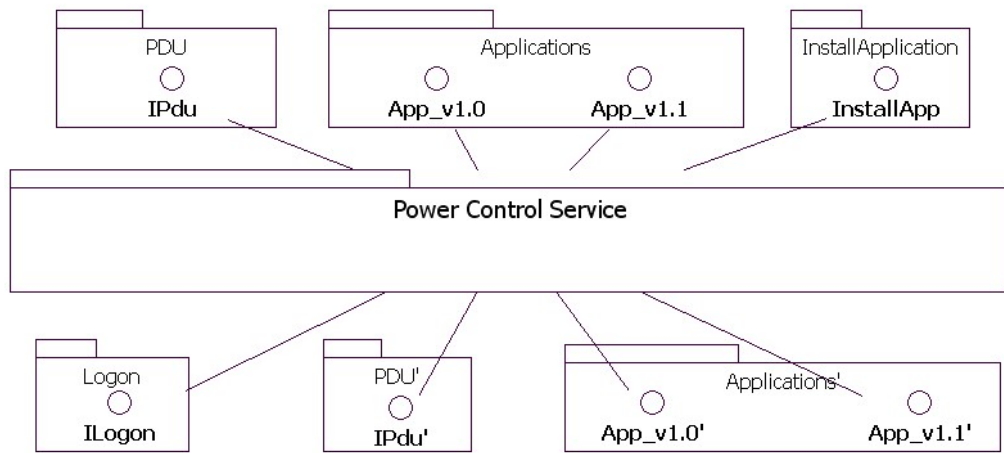 PDU
IPdu
Applications
App_v1.0
App_v1.1
InstallApplication
InstallApp
Power Control Service
Logon
ILogon
PDU'
IPdu'
Applications'
App_v1.0'
App_v1.1'